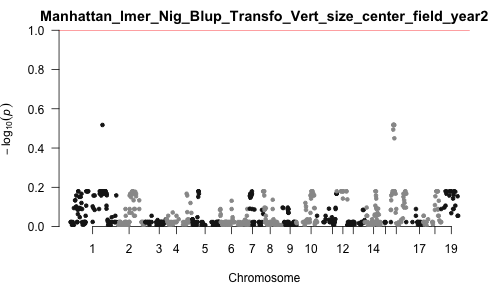 Manhattan_lmer_Nig_Blup_Transfo_Vert_size_center_field_year2
1.0
0.8
0.6
0.4
0.2
0.0
− log10(p)
1 2 3 4 5 6 7 8 9 10 12 14 17 19
Chromosome